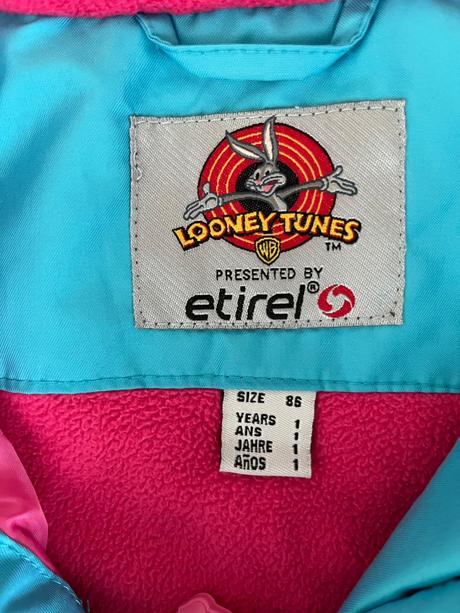 LOONEY TUNES
WB
TM
PRESENTED BY
etirel®
SIZE 86
YEARS 1
ANS 1
JAHRE 1
AÑOS 1